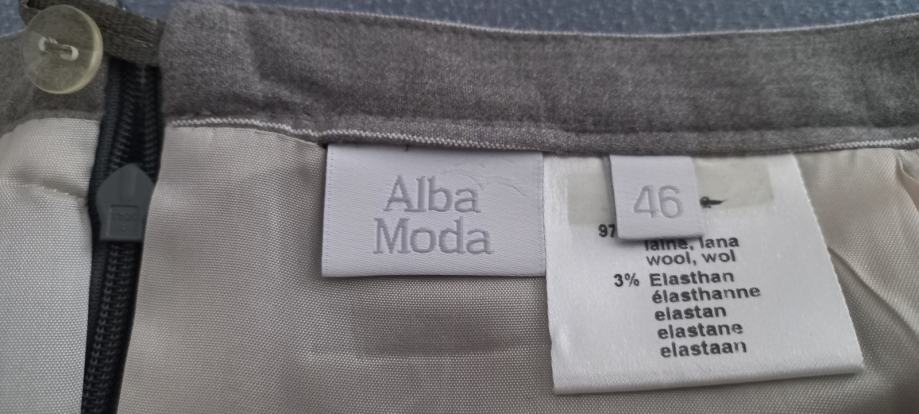 Alba
Moda
46
97
laine, lana
wool, wol
3% Elasthan
élasthanne
elastan
elastane
elastaan